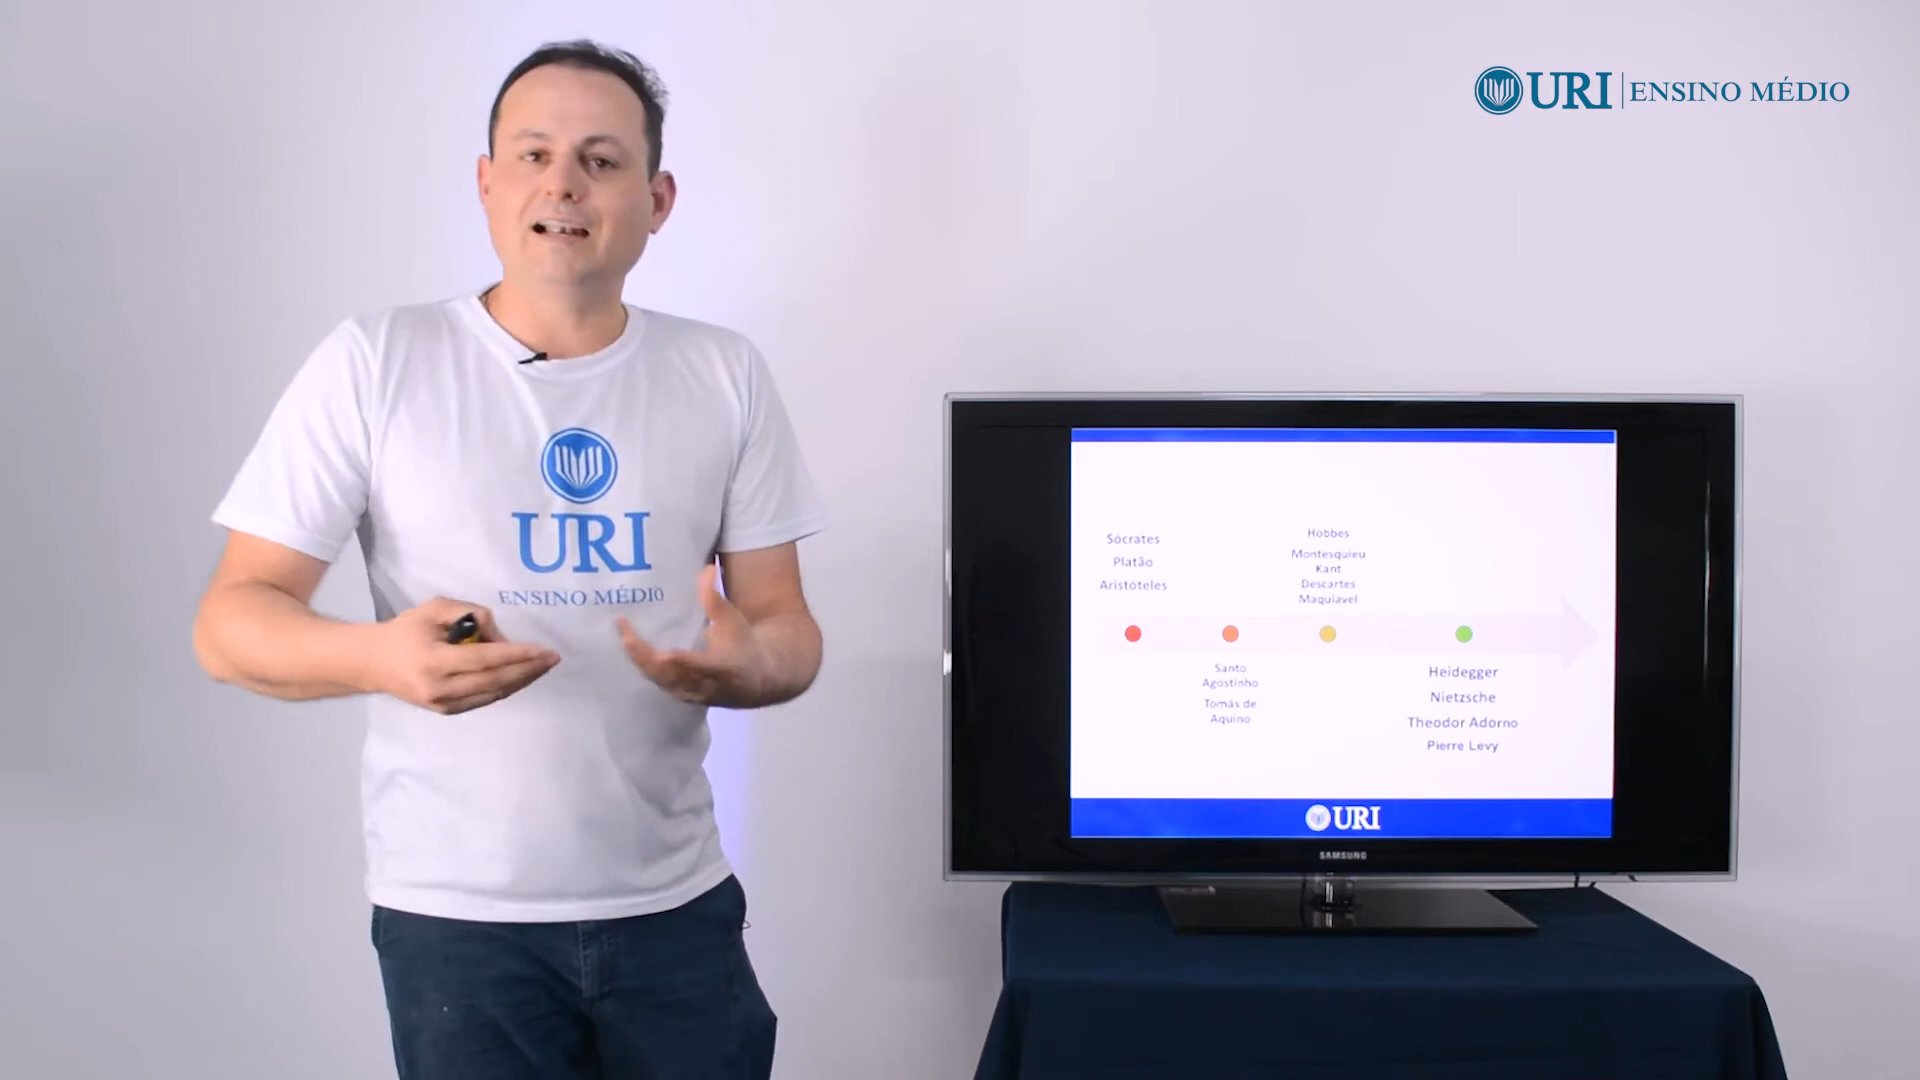 URI | ENSINO MÉDIO
URI
ENSINO MÉDIO
Sócrates
Platão
Aristóteles
Hobbes
Montesquieu
Kant
Descartes
Maquiavel
Santo
Agostinho
Tomás de
Aquino
Heidegger
Nietzsche
Theodor Adorno
Pierre Levy
URI
SAMSUNG